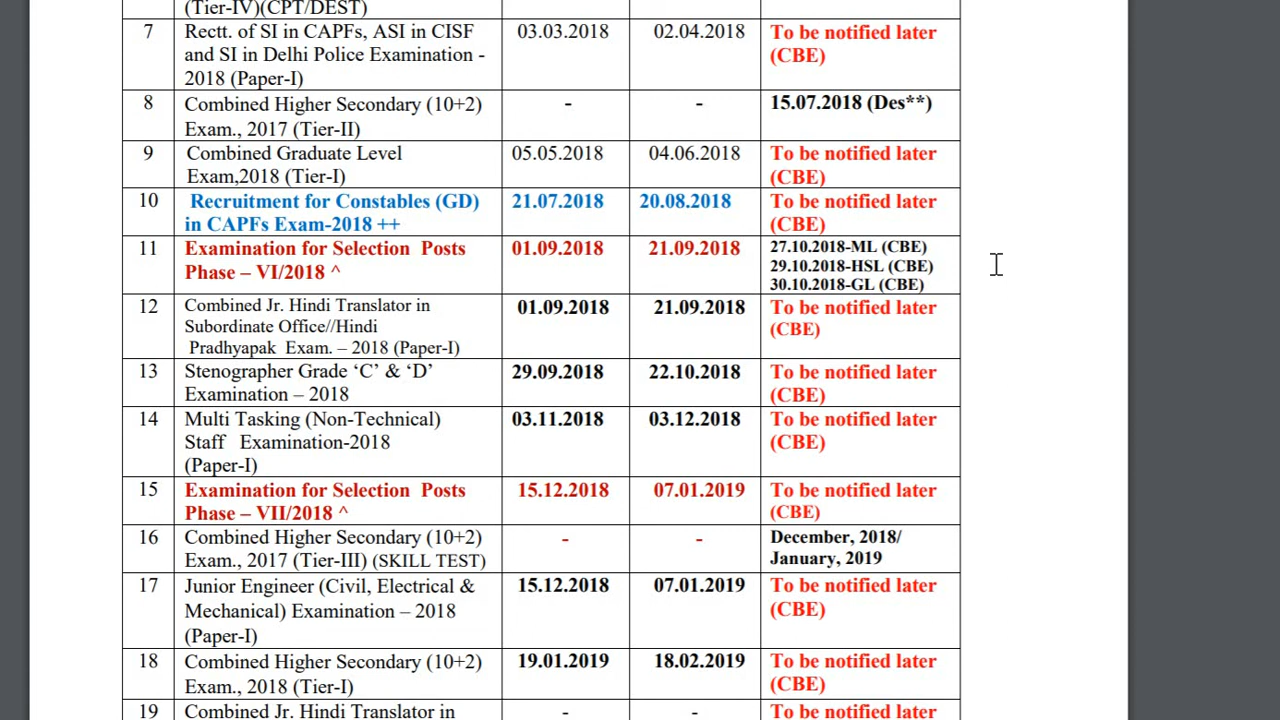 (Tier-IV)(CPT/DEST)
7 Rectt. of SI in CAPFs, ASI in CISF 03.03.2018 02.04.2018 To be notified later
and SI in Delhi Police Examination - (CBE)
2018 (Paper-I)
8 Combined Higher Secondary (10+2) - - 15.07.2018 (Des**)
Exam., 2017 (Tier-II)
9 Combined Graduate Level 05.05.2018 04.06.2018 To be notified later
Exam,2018 (Tier-I) (CBE)
10 Recruitment for Constables (GD) 21.07.2018 20.08.2018 To be notified later
in CAPFs Exam-2018 ++ (CBE)
11 Examination for Selection Posts 01.09.2018 21.09.2018 27.10.2018-ML (CBE)
Phase – VI/2018 ^ 29.10.2018-HSL (CBE)
30.10.2018-GL (CBE)
12 Combined Jr. Hindi Translator in 01.09.2018 21.09.2018 To be notified later
Subordinate Office//Hindi (CBE)
Pradhyapak Exam. – 2018 (Paper-I)
13 Stenographer Grade ‘C’ & ‘D’ 29.09.2018 22.10.2018 To be notified later
Examination – 2018 (CBE)
14 Multi Tasking (Non-Technical) 03.11.2018 03.12.2018 To be notified later
Staff Examination-2018 (CBE)
(Paper-I)
15 Examination for Selection Posts 15.12.2018 07.01.2019 To be notified later
Phase – VII/2018 ^ (CBE)
16 Combined Higher Secondary (10+2) - - December, 2018/
Exam., 2017 (Tier-III) (SKILL TEST) January, 2019
17 Junior Engineer (Civil, Electrical & 15.12.2018 07.01.2019 To be notified later
Mechanical) Examination – 2018 (CBE)
(Paper-I)
18 Combined Higher Secondary (10+2) 19.01.2019 18.02.2019 To be notified later
Exam., 2018 (Tier-I) (CBE)
19 Combined Jr. Hindi Translator in - - To be notified later